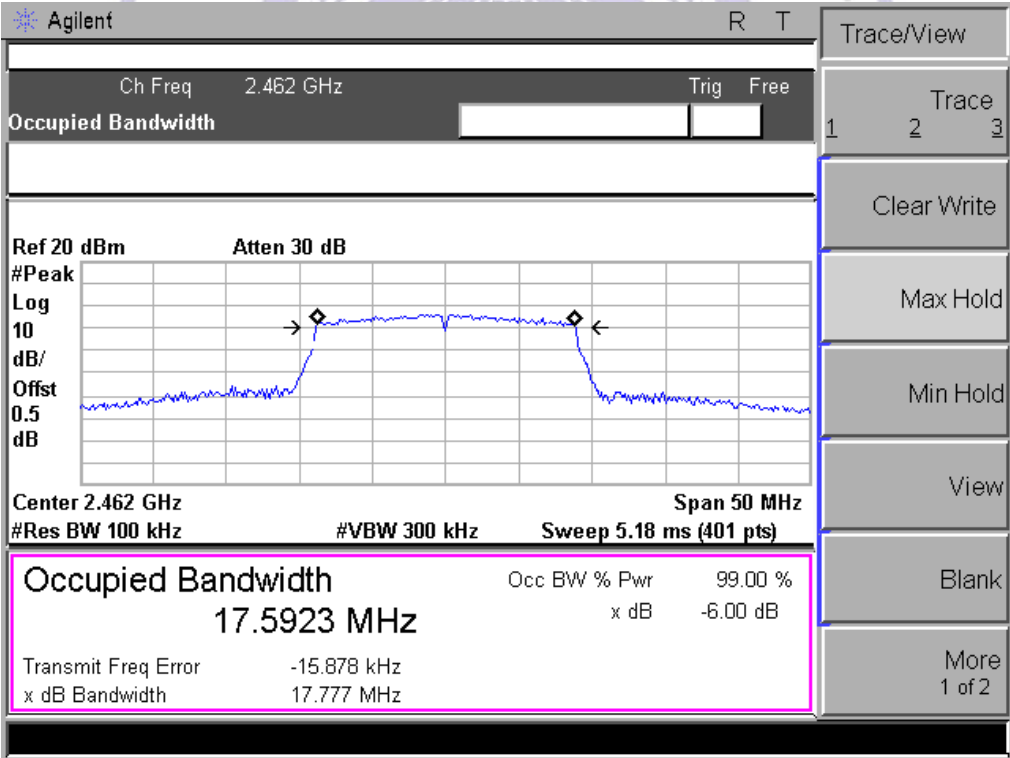 Agilent R T
Ch Freq 2.462 GHz Trig Free
Occupied Bandwidth
Ref 20 dBm Atten 30 dB
#Peak
Log
10
dB/
Offst
0.5
dB
Center 2.462 GHz Span 50 MHz
#Res BW 100 kHz #VBW 300 kHz Sweep 5.18 ms (401 pts)
Occupied Bandwidth
17.5923 MHz
Occ BW % Pwr 99.00 %
x dB -6.00 dB
Transmit Freq Error -15.878 kHz
x dB Bandwidth 17.777 MHz
Trace/View
Trace
1 2 3
Clear Write
Max Hold
Min Hold
View
Blank
More
1 of 2